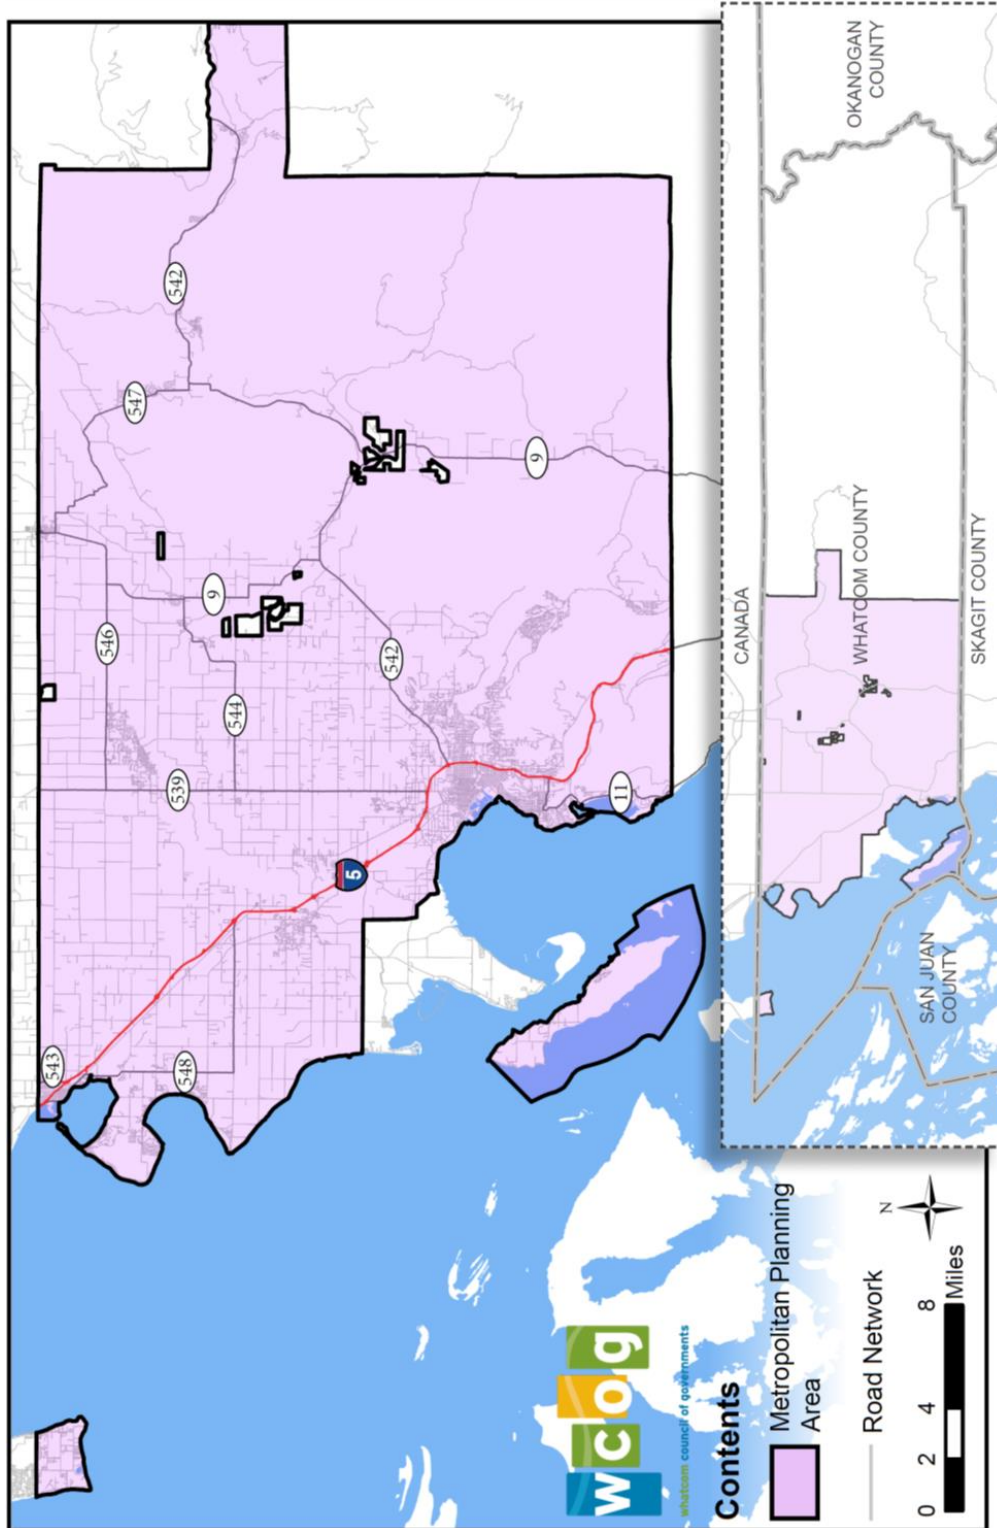 542
547
9
546
9
544
542
539
5
11
543
548
9
CANADA
OKANOGAN
COUNTY
WHATCOM COUNTY
SKAGIT COUNTY
SAN JUAN
COUNTY
wcog
whatcom council of governments
Contents
Metropolitan Planning
Area
Road Network
0 2 4 8
Miles
N